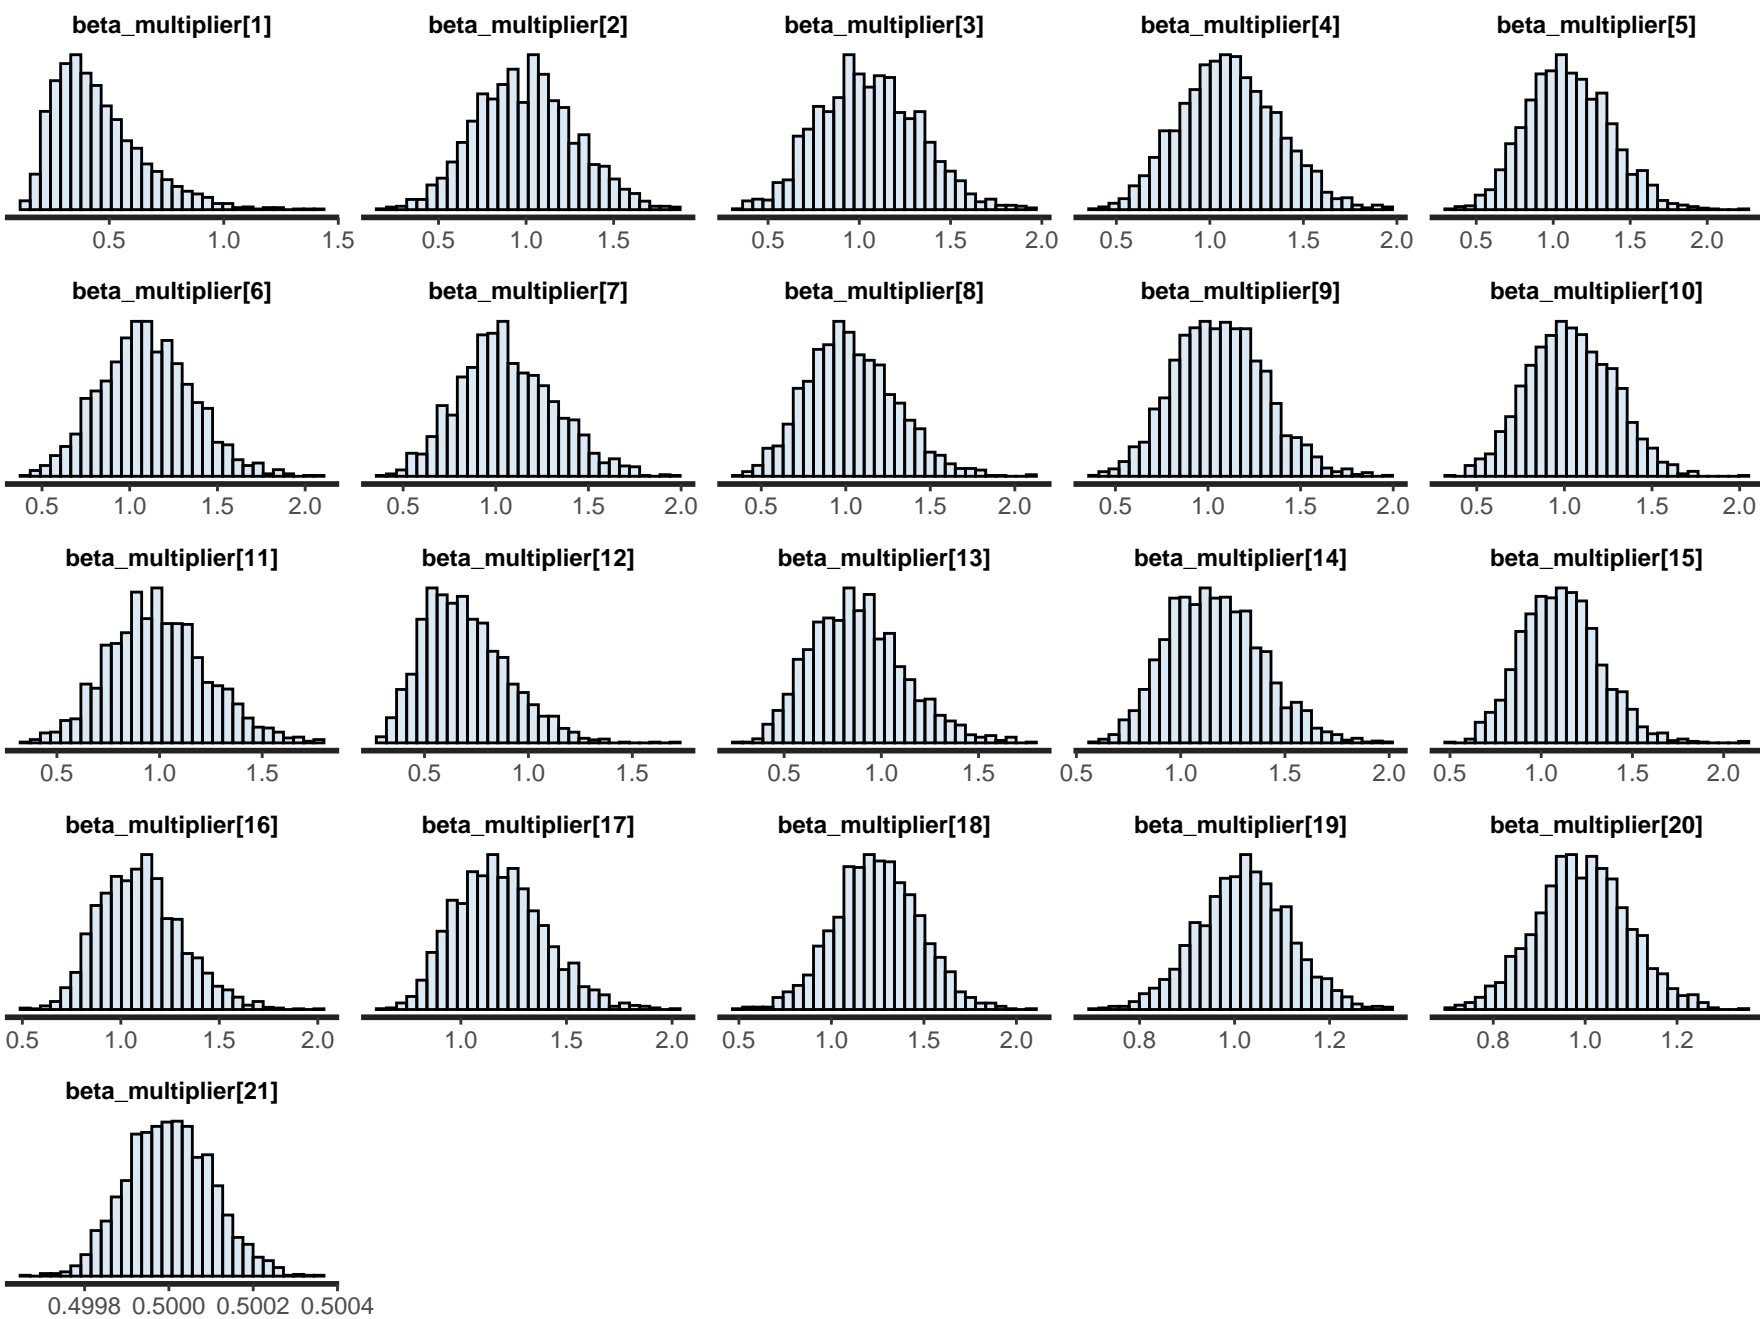 beta_multiplier[1] beta_multiplier[2] beta_multiplier[3] beta_multiplier[4] beta_multiplier[5]
0.5 1.0 1.5 0.5 1.0 1.5 0.5 1.0 1.5 2.0 0.5 1.0 1.5 2.0 0.5 1.0 1.5 2.0
beta_multiplier[6] beta_multiplier[7] beta_multiplier[8] beta_multiplier[9] beta_multiplier[10]
0.5 1.0 1.5 2.0 0.5 1.0 1.5 2.0 0.5 1.0 1.5 2.0 0.5 1.0 1.5 2.0 0.5 1.0 1.5 2.0
beta_multiplier[11] beta_multiplier[12] beta_multiplier[13] beta_multiplier[14] beta_multiplier[15]
0.5 1.0 1.5 0.5 1.0 1.5 0.5 1.0 1.5 0.5 1.0 1.5 2.0 0.5 1.0 1.5 2.0
beta_multiplier[16] beta_multiplier[17] beta_multiplier[18] beta_multiplier[19] beta_multiplier[20]
0.5 1.0 1.5 2.0 1.0 1.5 2.0 0.5 1.0 1.5 2.0 0.8 1.0 1.2 0.8 1.0 1.2
beta_multiplier[21]
0.4998 0.5000 0.5002 0.5004